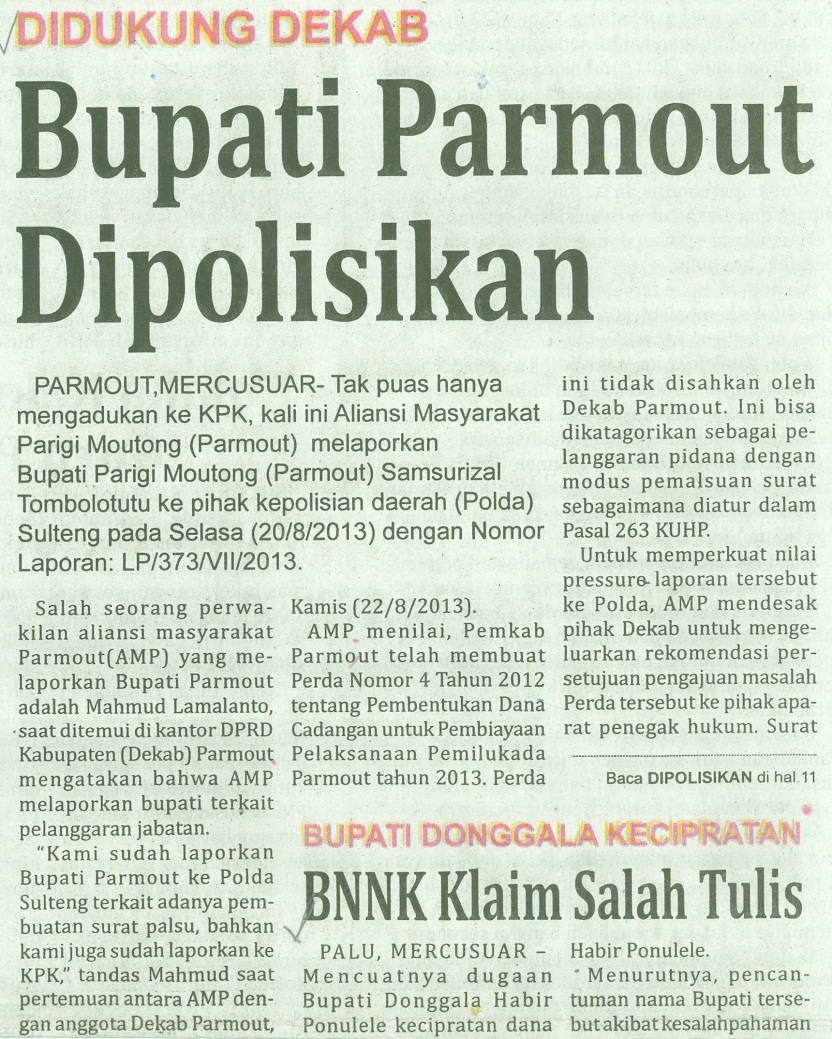 DIDUKUNG DEKAB
Bupati Parmout
Dipolisikan
PARMOUT,MERCUSUAR- Tak puas hanya
mengadukan ke KPK, kali ini Aliansi Masyarakat
Parigi Moutong (Parmout) melaporkan
Bupati Parigi Moutong (Parmout) Samsurizal
Tombolotutu ke pihak kepolisian daerah (Polda)
Sulteng pada Selasa (20/8/2013) dengan Nomor
Laporan: LP/373/VII/2013.
Salah seorang perwa-
kilan aliansi masyarakat
Parmout(AMP) yang me-
laporkan Bupati Parmout
adalah Mahmud Lamalanto,
saat ditemui di kantor DPRD
Kabupaten (Dekab) Parmout
mengatakan bahwa AMP
melaporkan bupati terkait
pelanggaran jabatan.
"Kami sudah laporkan
Bupati Parmout ke Polda
Sulteng terkait adanya pem-
buatan surat palsu, bahkan
kami juga sudah laporkan ke
KPK," tandas Mahmud saat
pertemuan antara AMP den-
gan anggota Dekab Parmout,
Kamis (22/8/2013).
AMP menilai, Pemkab
Parmout telah membuat
Perda Nomor 4 Tahun 2012
tentang Pembentukan Dana
Cadangan untuk Pembiayaan
Pelaksanaan Pemilukada
Parmout tahun 2013. Perda
ini tidak disahkan oleh
Dekab Parmout. Ini bisa
dikatagorikan sebagai pe-
langgaran pidana dengan
modus pemalsuan surat
sebagaimana diatur dalam
Pasal 263 KUHP.
Untuk memperkuat nilai
pressure laporan tersebut
ke Polda, AMP mendesak
pihak Dekab untuk menge-
luarkan rekomendasi per-
setujuan pengajuan masalah
Perda tersebut ke pihak apa-
rat penegak hukum. Surat
Baca DIPOLISIKAN di hal.11
BUPATI DONGGALA KECIPRATAN
BNNK Klaim Salah Tulis
PALU, MERCUSUAR –
Mencuatnya dugaan
Bupati Donggala Habir
Ponulele kecipratan dana
Habir Ponulele.
Menurutnya, pencan-
tuman nama Bupati terse-
but akibat kesalahpahaman